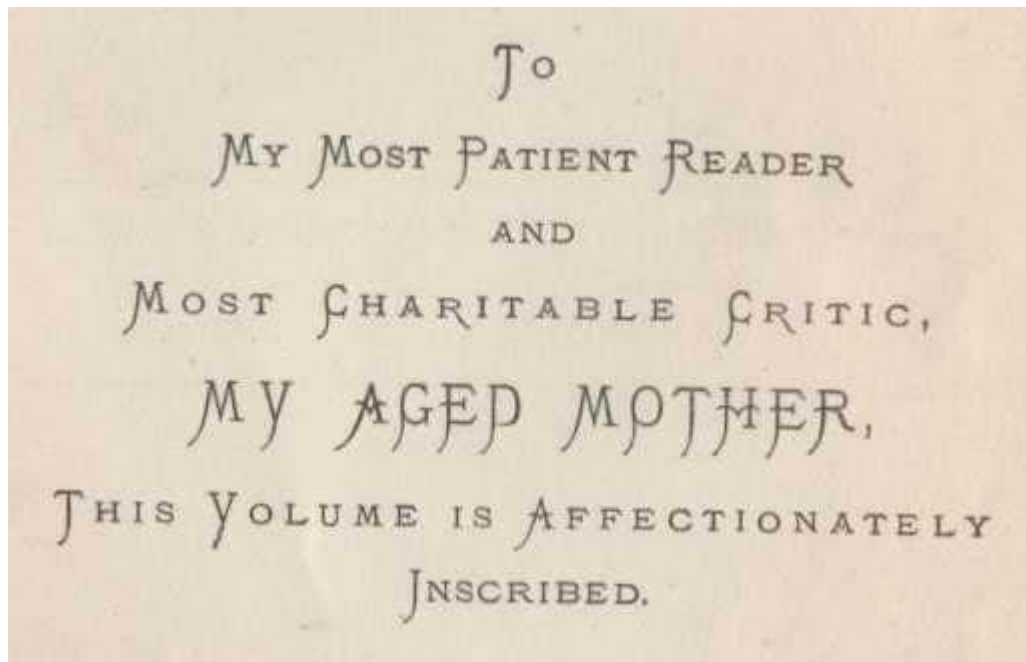 To
My Most Patient Reader
AND
Most Charitable Critic,
MY AGED MOTHER,
This Volume is Affectionately
Inscribed.